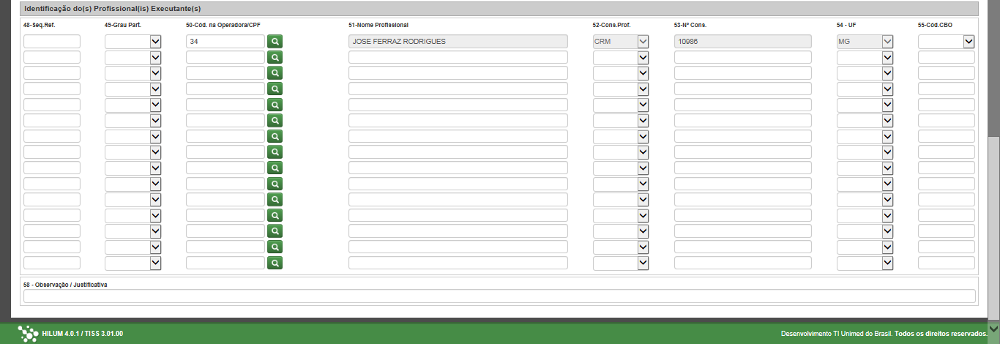 Identificação do(s) Profissional(is) Executante(s)
48-Seq.Ref. 49-Grau Part. 50-Cód. na Operadora/CPF 51-Nome Profissional 52-Cons.Prof. 53-Nº Cons. 54 - UF 55-Cód.CBO
34 JOSE FERRAZ RODRIGUES CRM 10986 MG
58 - Observação / Justificativa
HILUM 4.0.1 / TISS 3.01.00 Desenvolvimento TI Unimed do Brasil. Todos os direitos reservados.